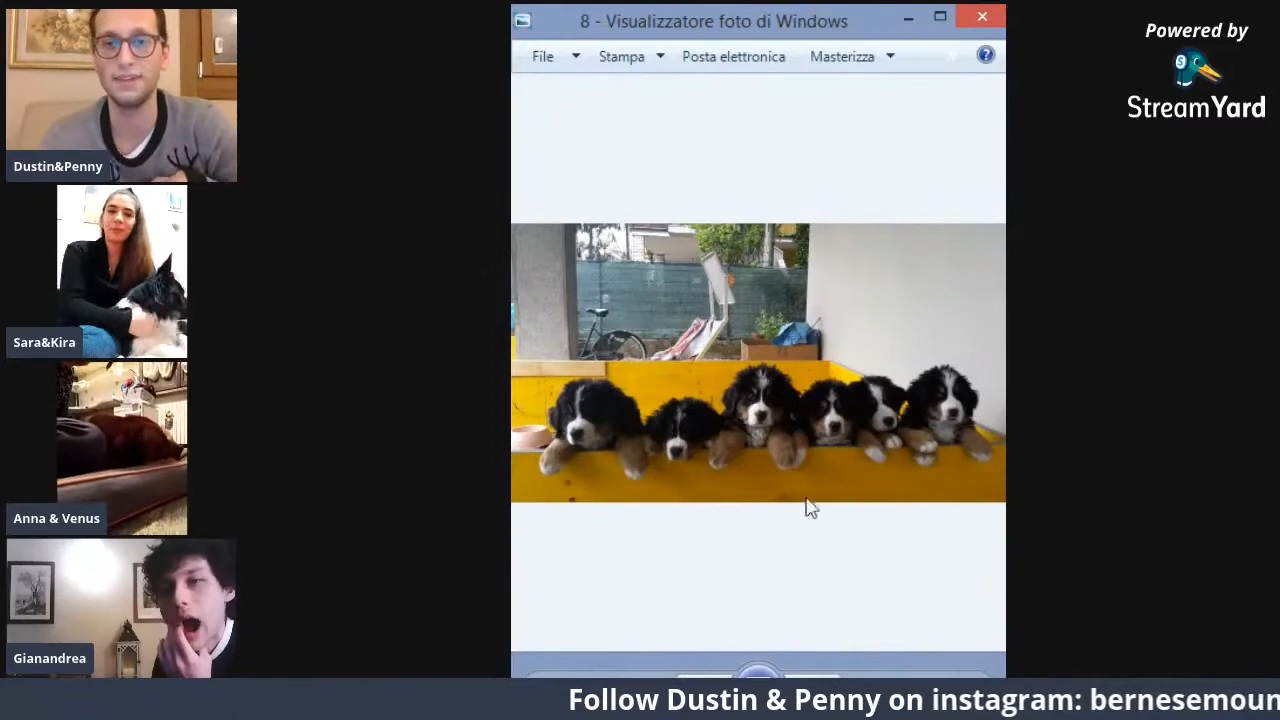 8 - Visualizzatore foto di Windows
File Stampa Posta elettronica Masterizza
Powered by
StreamYard
Dustin&Penny
Sara&Kira
Anna & Venus
Gianandrea
Follow Dustin & Penny on instagram: bernesemoun